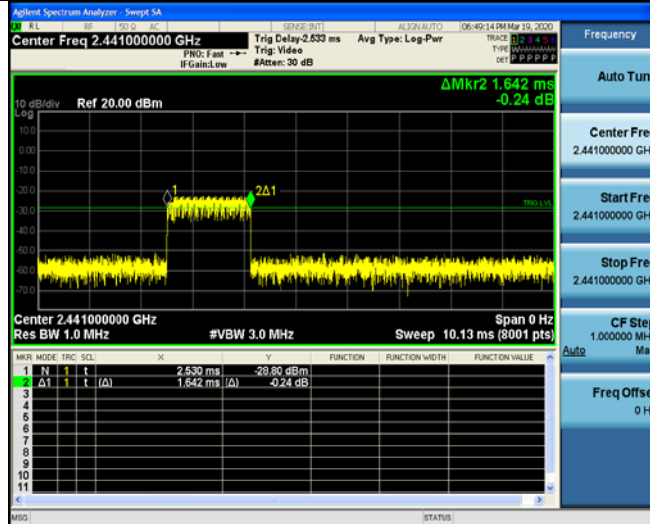 Agilent Spectrum Analyzer - Swept SA
RL RF 50 Ω AC SENSE:INT ALIGN AUTO 06:49:14 PM Mar 19, 2020
Center Freq 2.441000000 GHz Trig Delay-2.533 ms Avg Type: Log-Pwr TRACE 1 2 3 4 5 6
PNO: Fast Trig: Video TYPE
IFGain:Low #Atten: 30 dB DET P P P P P P
ΔMkr2 1.642 ms
-0.24 dB
10 dB/div Ref 20.00 dBm
Log
10.0
0.00
-10.0
-20.0
-30.0
-40.0
-50.0
-60.0
-70.0
1
2Δ1
TRIG LVL
Center 2.441000000 GHz Span 0 Hz
Res BW 1.0 MHz #VBW 3.0 MHz Sweep 10.13 ms (8001 pts)
MKR MODE TRC SCL X Y FUNCTION FUNCTION WIDTH FUNCTION VALUE
1 N 1 t 2.530 ms -28.80 dBm
2 Δ1 1 t (Δ) 1.642 ms (Δ) -0.24 dB
3
4
5
6
7
8
9
10
11
MSG STATUS
Frequency
Auto Tun
Center Fre
2.441000000 GH
Start Fre
2.441000000 GH
Stop Fre
2.441000000 GH
CF Ste
1.000000 MH
Auto Ma
Freq Offse
0 H